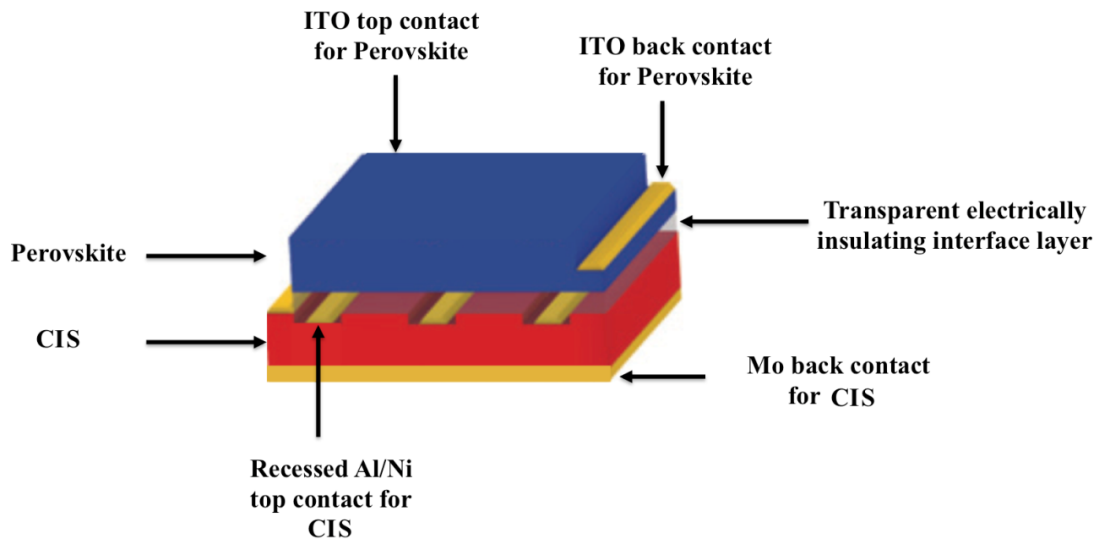 ITO top contact
for Perovskite
ITO back contact
for Perovskite
Transparent electrically
insulating interface layer
Perovskite
CIS
Mo back contact
for CIS
Recessed Al/Ni
top contact for
CIS